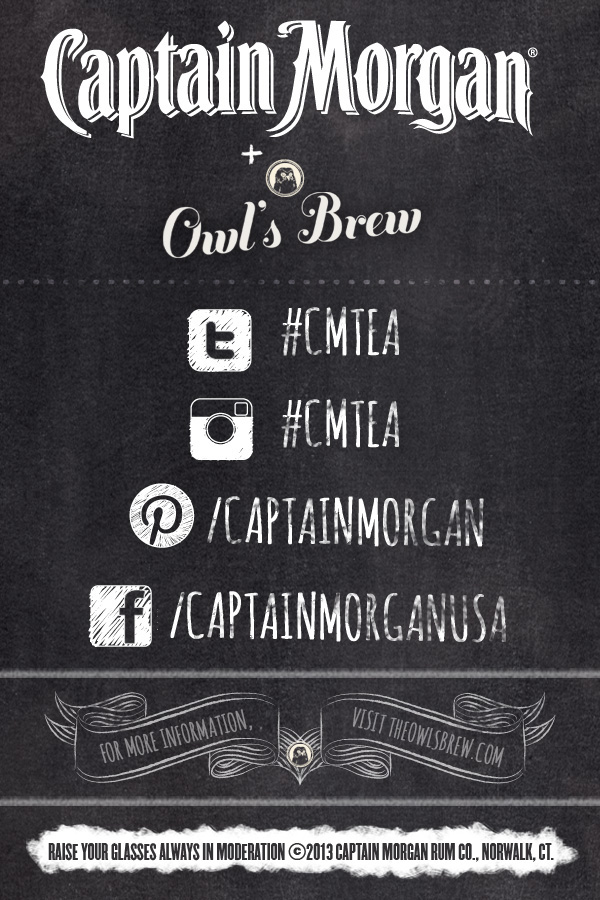 Captain Morgan®
+
Owl's Brew
#CMTEA
#CMTEA
/CAPTAINMORGAN
/CAPTAINMORGANUSA
FOR MORE INFORMATION, VISIT THEOWLSBREW.COM
RAISE YOUR GLASSES ALWAYS IN MODERATION ©2013 CAPTAIN MORGAN RUM CO., NORWALK, CT.